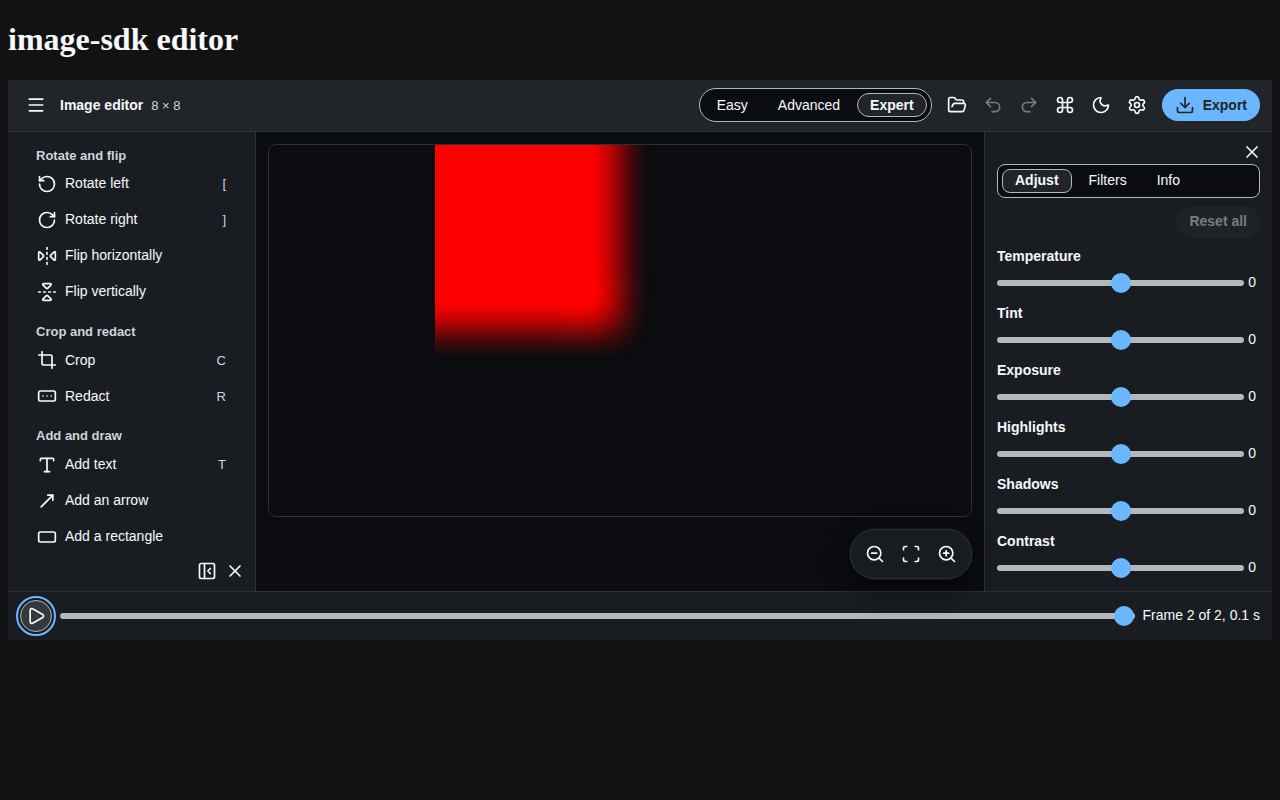 image-sdk editor
Image editor 8 × 8
Easy Advanced Expert
Export
Rotate and flip
Rotate left [
Rotate right ]
Flip horizontally
Flip vertically
Crop and redact
Crop C
Redact R
Add and draw
Add text T
Add an arrow
Add a rectangle
Adjust Filters Info
Reset all
Temperature
0
Tint
0
Exposure
0
Highlights
0
Shadows
0
Contrast
0
Frame 2 of 2, 0.1 s